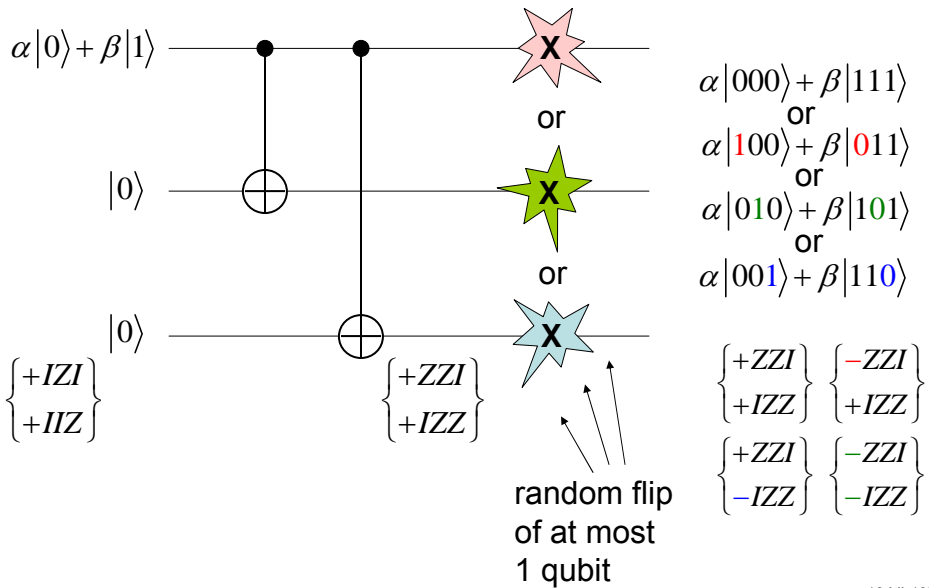 α|0⟩ + β|1⟩
X
or
|0⟩
X
or
|0⟩
X
{+IZI
+IIZ}
{+ZZI
+IZZ}
random flip
of at most
1 qubit
α|000⟩ + β|111⟩
or
α|100⟩ + β|011⟩
or
α|010⟩ + β|101⟩
or
α|001⟩ + β|110⟩
{+ZZI {−ZZI
+IZZ} +IZZ}
{+ZZI {−ZZI
−IZZ} −IZZ}